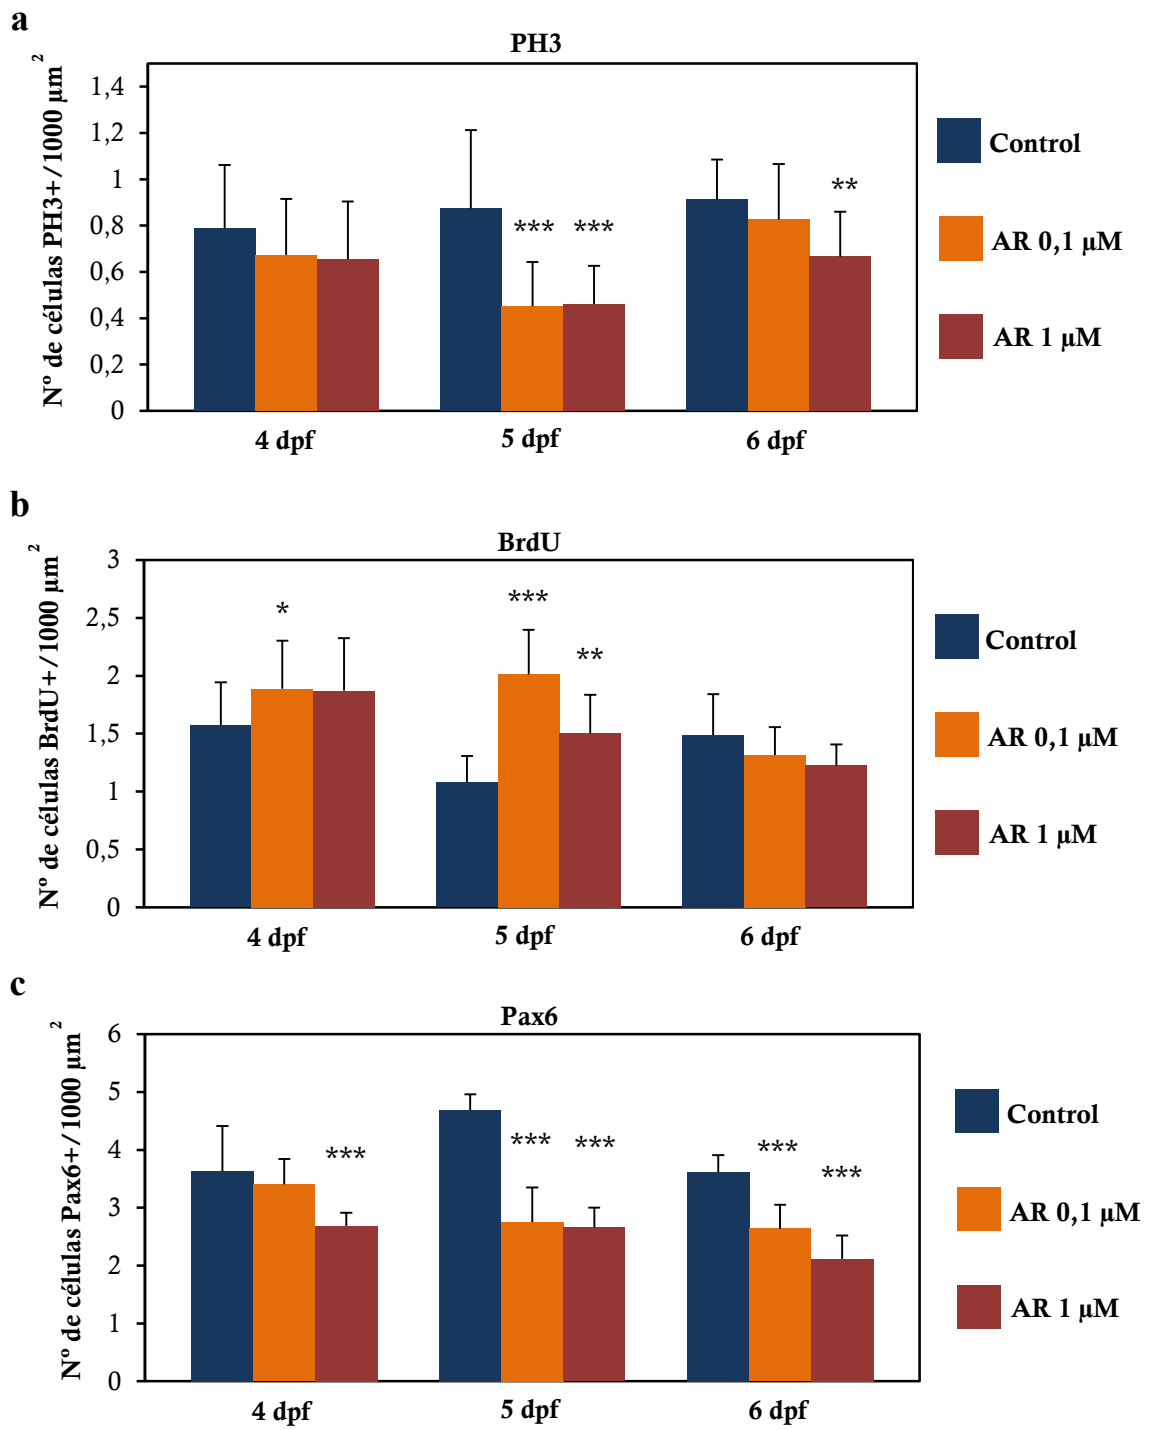 a
PH3
Nº de células PH3+/1000 µm²
1,4
1,2
1
0,8
0,6
0,4
0,2
0
***
***
**
4 dpf
5 dpf
6 dpf
Control
AR 0,1 µM
AR 1 µM
b
BrdU
Nº de células BrdU+/1000 µm²
3
2,5
2
1,5
1
0,5
0
*
***
**
4 dpf
5 dpf
6 dpf
Control
AR 0,1 µM
AR 1 µM
c
Pax6
Nº de células Pax6+/1000 µm²
6
5
4
3
2
1
0
***
***
***
***
***
4 dpf
5 dpf
6 dpf
Control
AR 0,1 µM
AR 1 µM